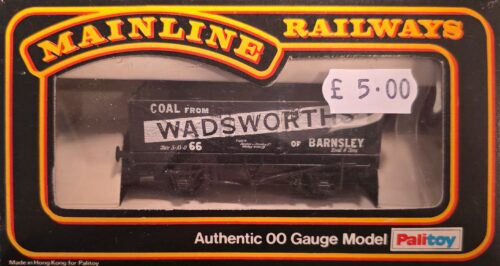 MAINLINE RAILWAYS
£ 5.00
COAL FROM
WADSWORTHS
66
OF BARNSLEY
Authentic 00 Gauge Model Palitoy
Made in Hong Kong for Palitoy